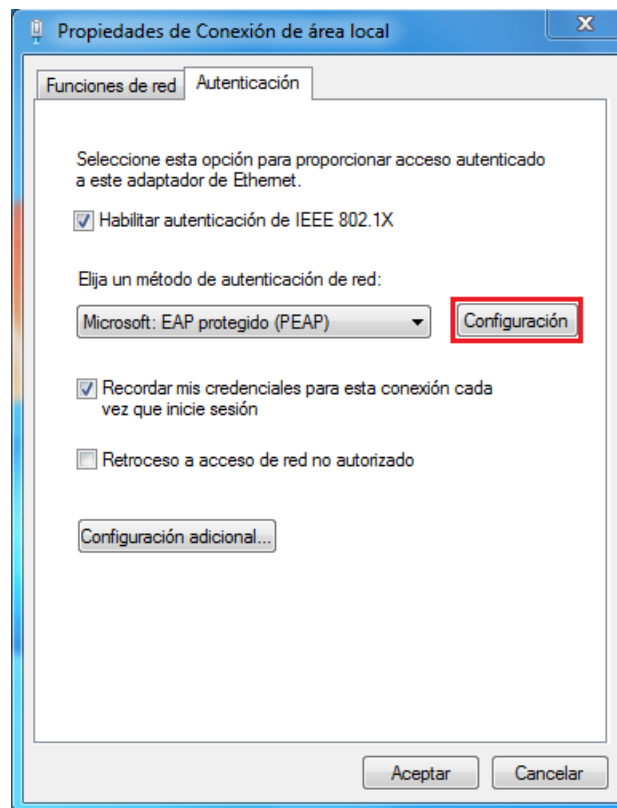 Propiedades de Conexión de área local
Funciones de red
Autenticación
Seleccione esta opción para proporcionar acceso autenticado
a este adaptador de Ethernet.
Habilitar autenticación de IEEE 802.1X
Elija un método de autenticación de red:
Microsoft: EAP protegido (PEAP)
Configuración
Recordar mis credenciales para esta conexión cada
vez que inicie sesión
Retroceso a acceso de red no autorizado
Configuración adicional...
Aceptar
Cancelar